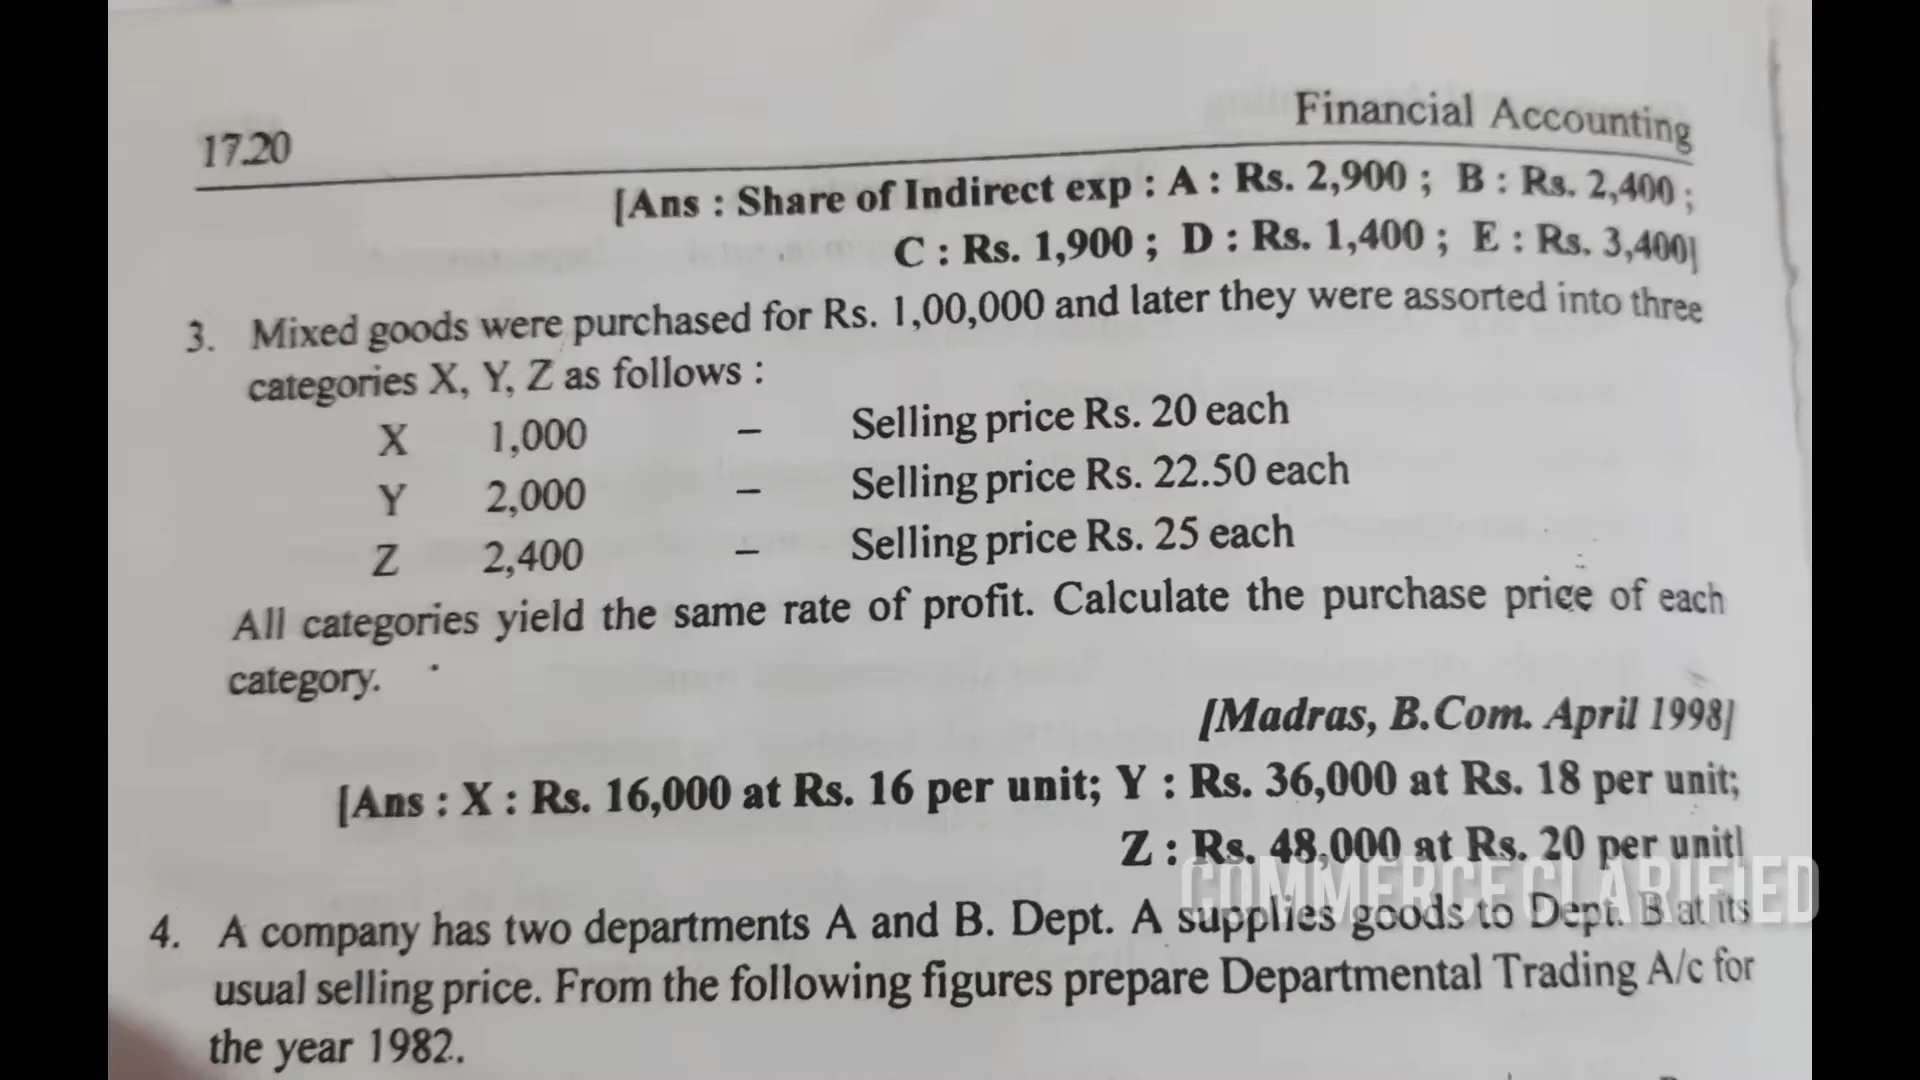 17.20
Financial Accounting
[Ans : Share of Indirect exp : A : Rs. 2,900 ; B : Rs. 2,400 ;
C : Rs. 1,900 ; D : Rs. 1,400 ; E : Rs. 3,400]
3. Mixed goods were purchased for Rs. 1,00,000 and later they were assorted into three
categories X, Y, Z as follows :
X 1,000 – Selling price Rs. 20 each
Y 2,000 – Selling price Rs. 22.50 each
Z 2,400 – Selling price Rs. 25 each
All categories yield the same rate of profit. Calculate the purchase price of each
category.
[Madras, B.Com. April 1998]
[Ans : X : Rs. 16,000 at Rs. 16 per unit; Y : Rs. 36,000 at Rs. 18 per unit;
Z : Rs. 48,000 at Rs. 20 per unit]
COMMERCE CLARIFIED
4. A company has two departments A and B. Dept. A supplies goods to Dept. B at its
usual selling price. From the following figures prepare Departmental Trading A/c for
the year 1982.